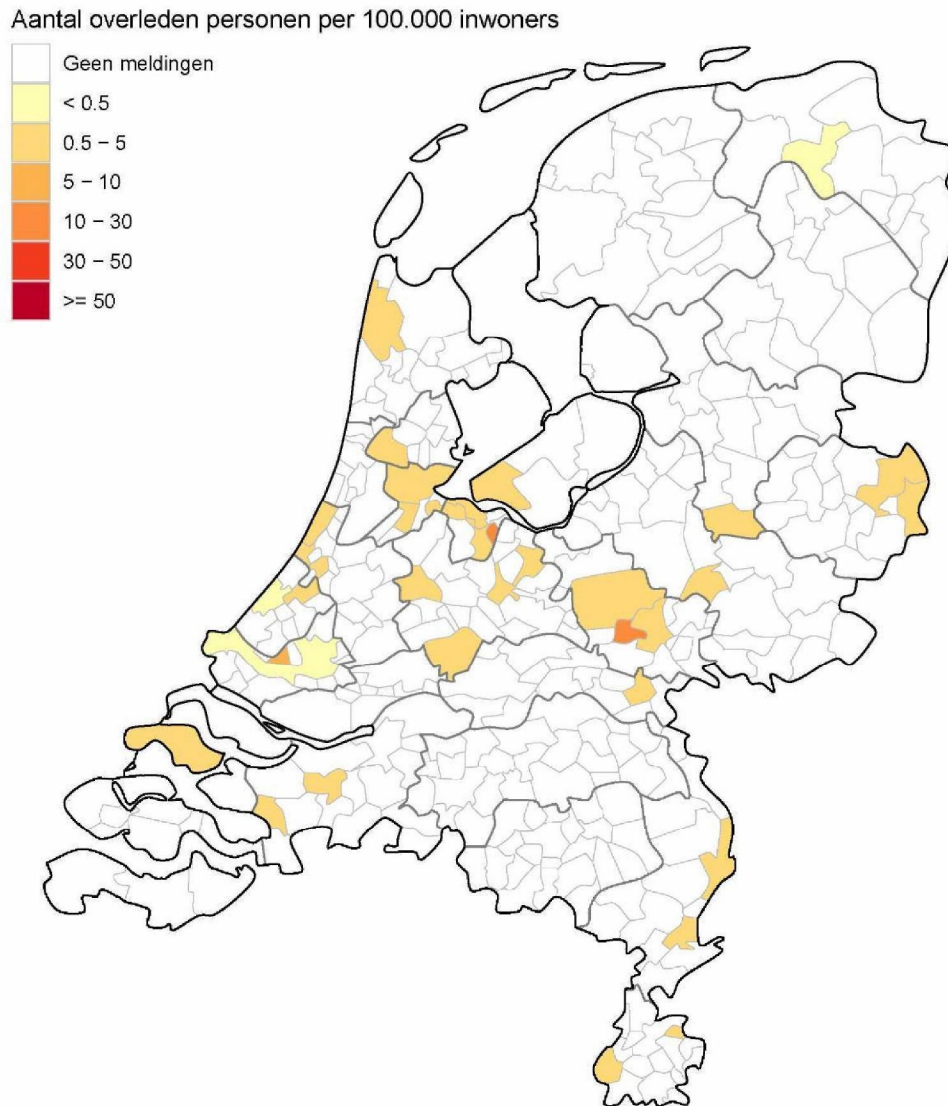 Aantal overleden personen per 100.000 inwoners
Geen meldingen
< 0.5
0.5 − 5
5 − 10
10 − 30
30 − 50
>= 50